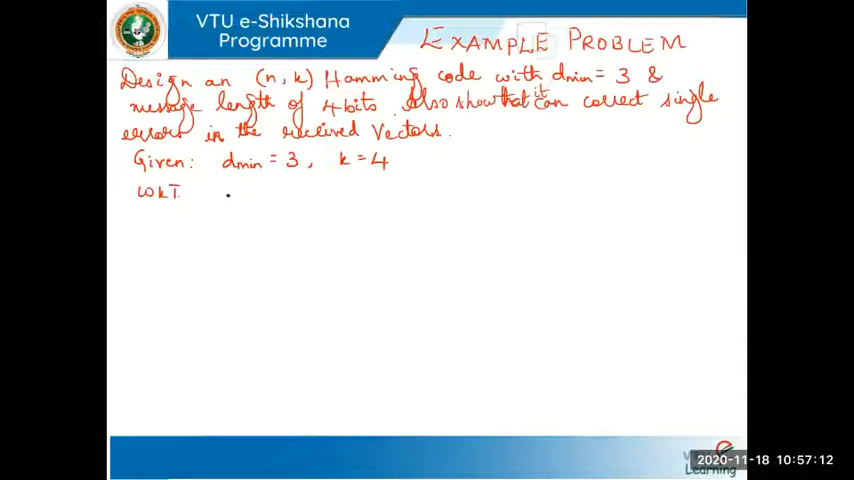 VTU e-Shikshana
Programme
EXAMPLE PROBLEM
Design an (n, k) Hamming code with dmin = 3 &
message length of 4 bits. Also show that it can correct single
errors in the received Vectors.
Given: dmin = 3, k = 4
WKT
2020-11-18 10:57:12
Learning